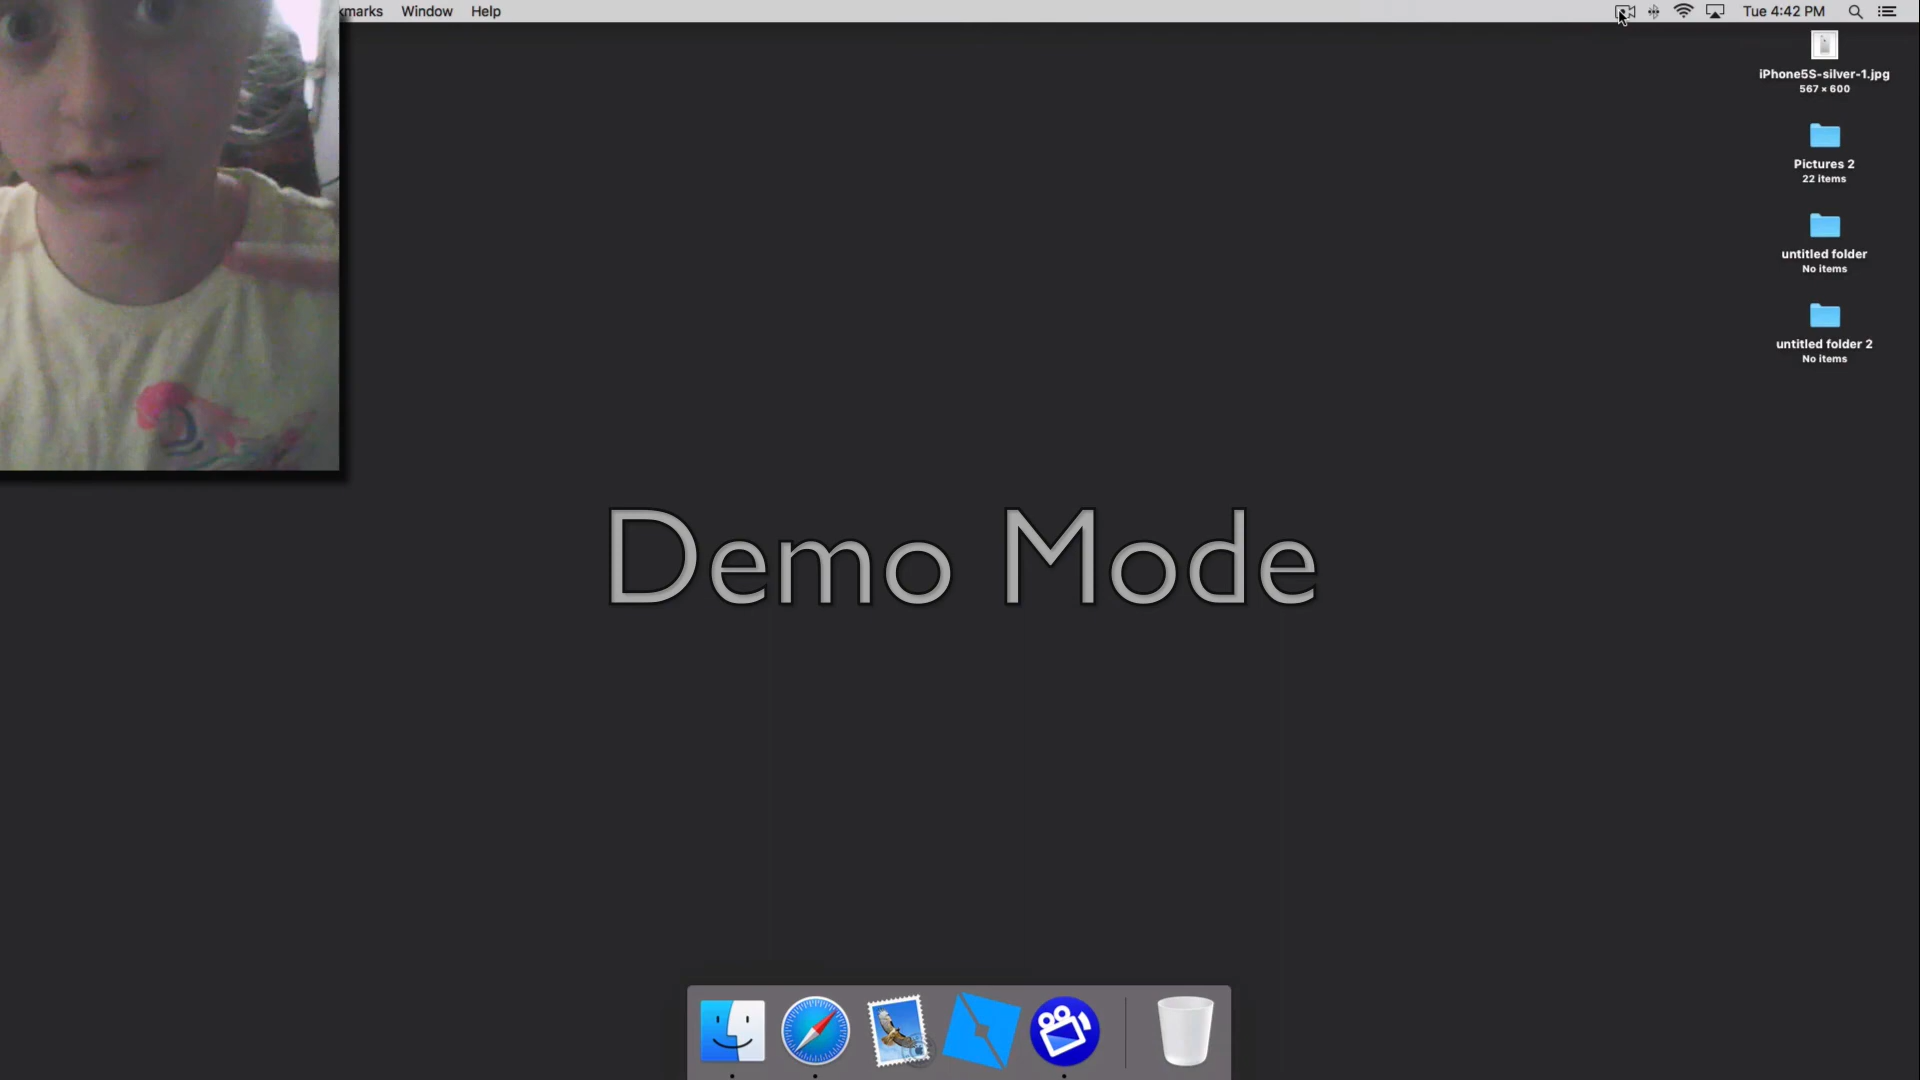 kmarks Window Help Tue 4:42 PM
iPhone5S-silver-1.jpg
567 × 600
Pictures 2
22 items
untitled folder
No items
untitled folder 2
No items
Demo Mode